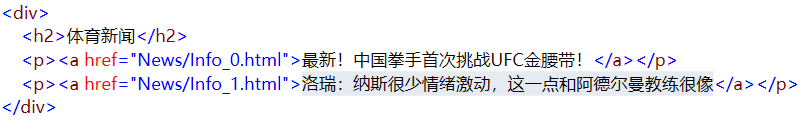 <div>
<h2>体育新闻</h2>
<p><a href="News/Info_0.html">最新！中国拳手首次挑战UFC金腰带！</a></p>
<p><a href="News/Info_1.html">洛瑞：纳斯很少情绪激动，这一点和阿德尔曼教练很像</a></p>
</div>